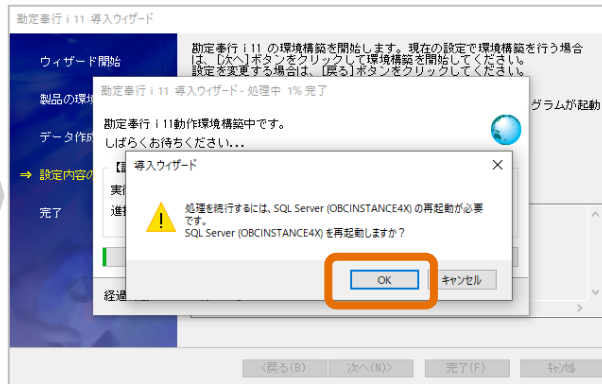 勘定奉行 i 11 導入ウィザード
ウィザード開始
製品の環境
データ作成
⇒ 設定内容の
完了
勘定奉行 i 11 の環境構築を開始します。現在の設定で環境構築を行う場合
は、［次へ］ボタンをクリックして環境構築を開始してください。
設定を変更する場合は、［戻る］ボタンをクリックしてください。
グラムが起動
勘定奉行 i 11 導入ウィザード - 処理中 1% 完了
勘定奉行 i 11動作環境構築中です。
しばらくお待ちください...
実行
進捗
経過
導入ウィザード
処理を続行するには、SQL Server (OBCINSTANCE4X) の再起動が必要
です。
SQL Server (OBCINSTANCE4X) を再起動しますか？
OK
キャンセル
<戻る(B)
次へ(N)>
完了(F)
キャンセル